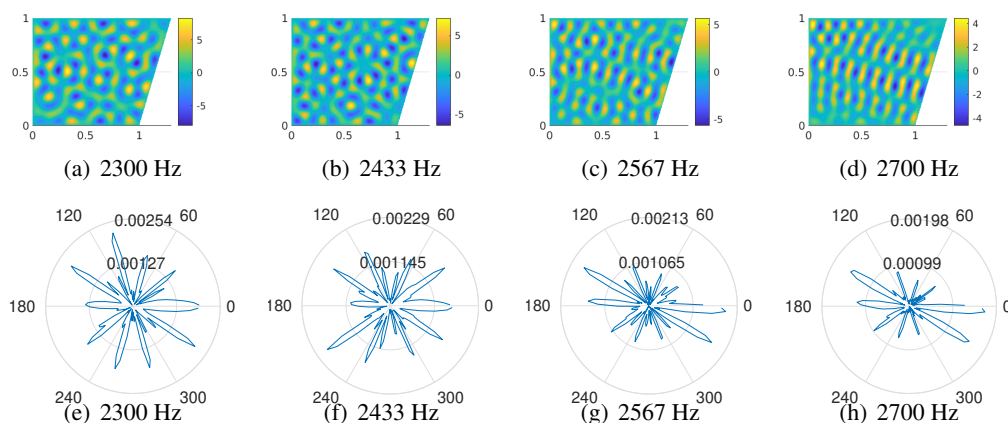 1
0.5
0
0 0.5 1
5
0
-5
1
0.5
0
0 0.5 1
5
0
-5
1
0.5
0
0 0.5 1
5
0
-5
1
0.5
0
0 0.5 1
4
2
0
-2
-4
(a) 2300 Hz
(b) 2433 Hz
(c) 2567 Hz
(d) 2700 Hz
120 0.00254 60
0.00127
180 0
240 300
120 0.00229 60
0.001145
180 0
240 300
120 0.00213 60
0.001065
180 0
240 300
120 0.00198 60
0.00099
180 0
240 300
(e) 2300 Hz
(f) 2433 Hz
(g) 2567 Hz
(h) 2700 Hz